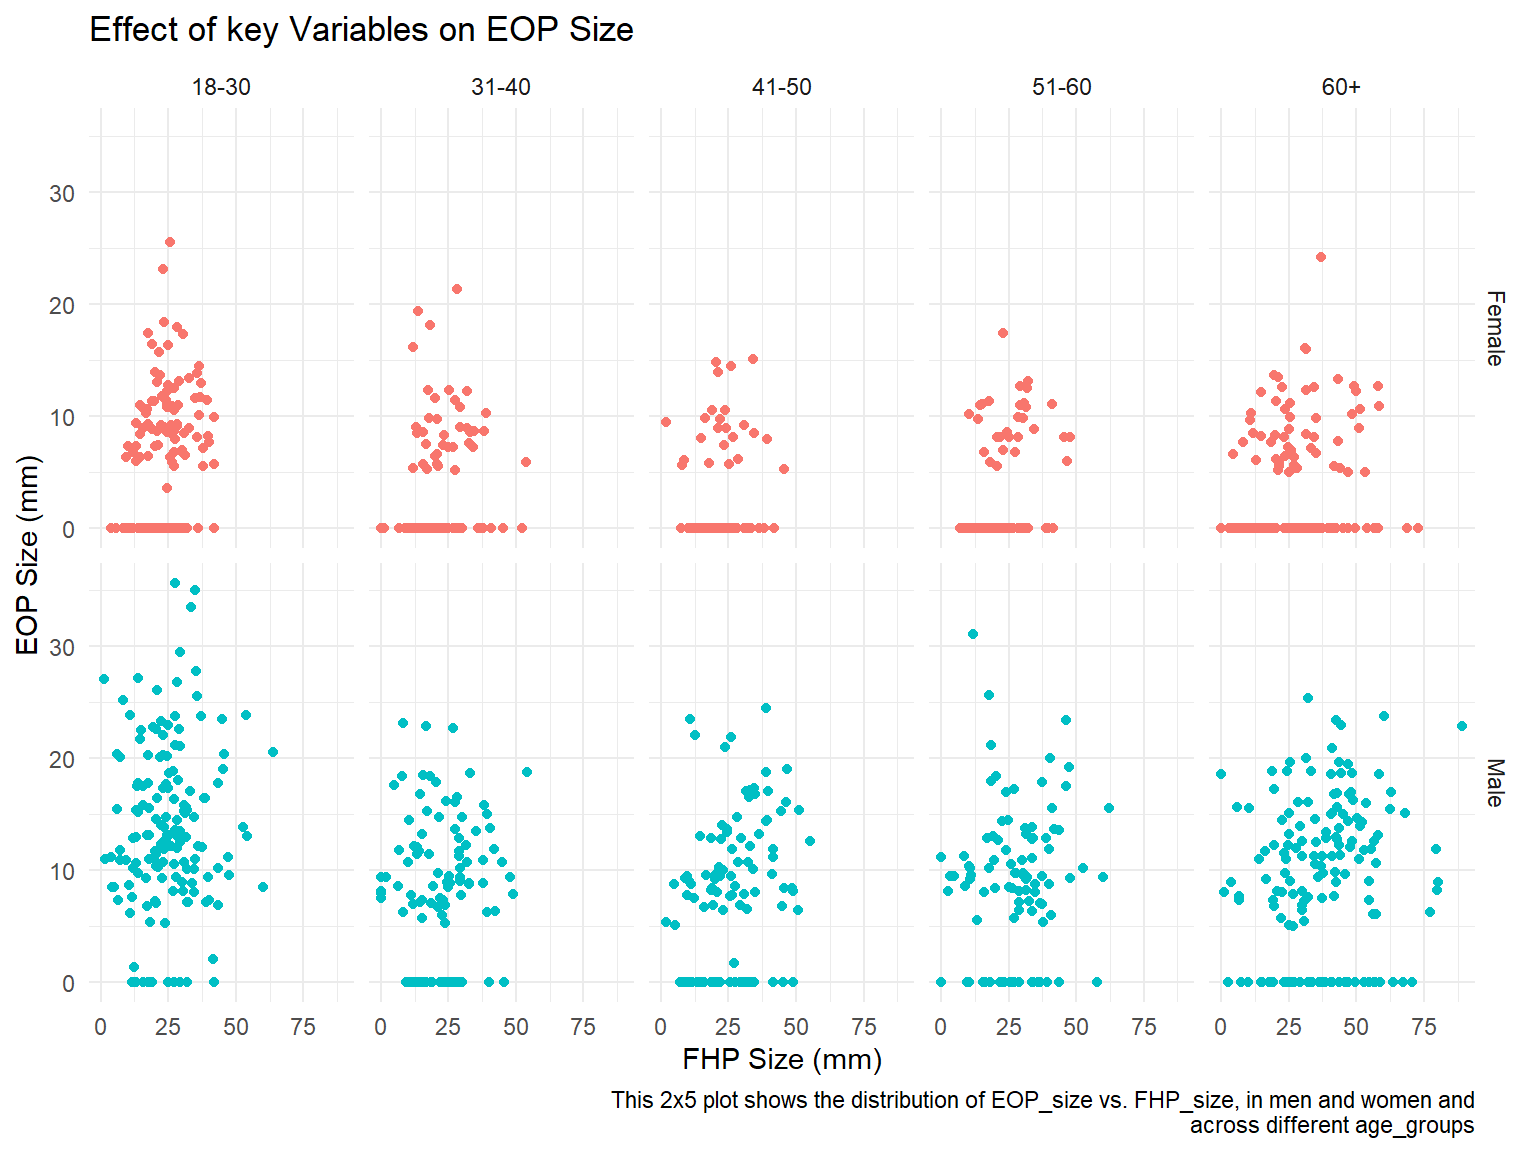 Effect of key Variables on EOP Size
18-30 31-40 41-50 51-60 60+
30
20
10
0
Female
EOP Size (mm)
30
20
10
0
Male
0 25 50 75 0 25 50 75 0 25 50 75 0 25 50 75 0 25 50 75
FHP Size (mm)
This 2x5 plot shows the distribution of EOP_size vs. FHP_size, in men and women and
across different age_groups